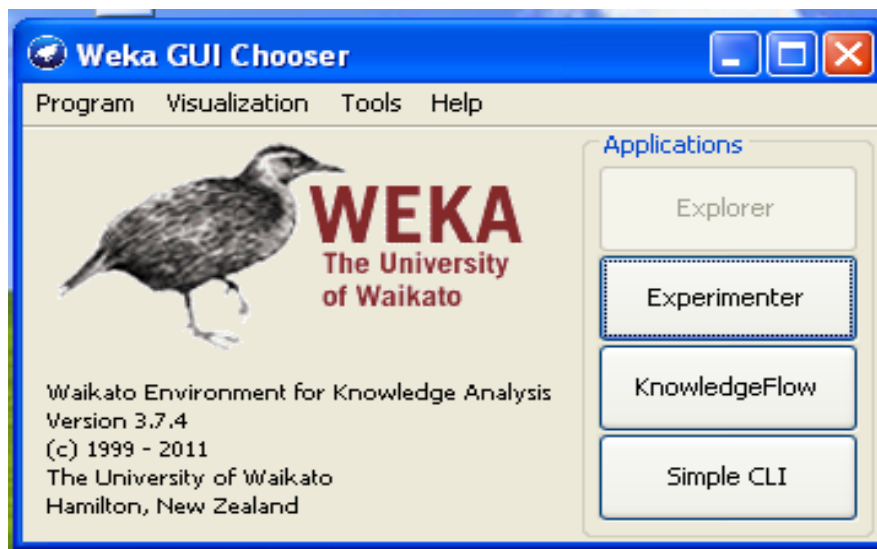 Weka GUI Chooser
Program Visualization Tools Help
WEKA
The University
of Waikato
Waikato Environment for Knowledge Analysis
Version 3.7.4
(c) 1999 - 2011
The University of Waikato
Hamilton, New Zealand
Applications
Explorer
Experimenter
KnowledgeFlow
Simple CLI